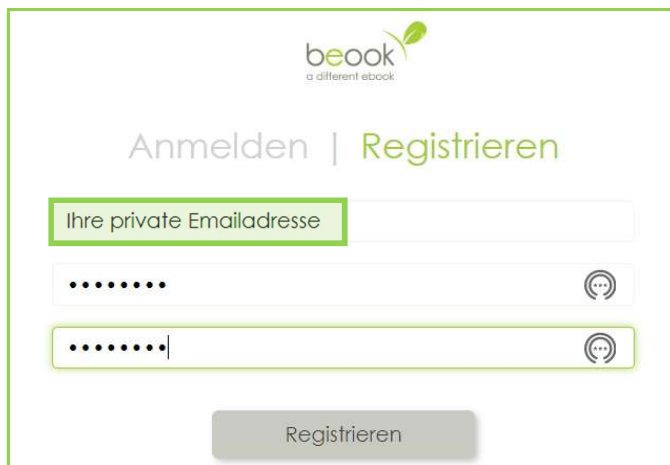 beook
a different ebook
Anmelden | Registrieren
Ihre private Emailadresse
••••••••
••••••••
Registrieren